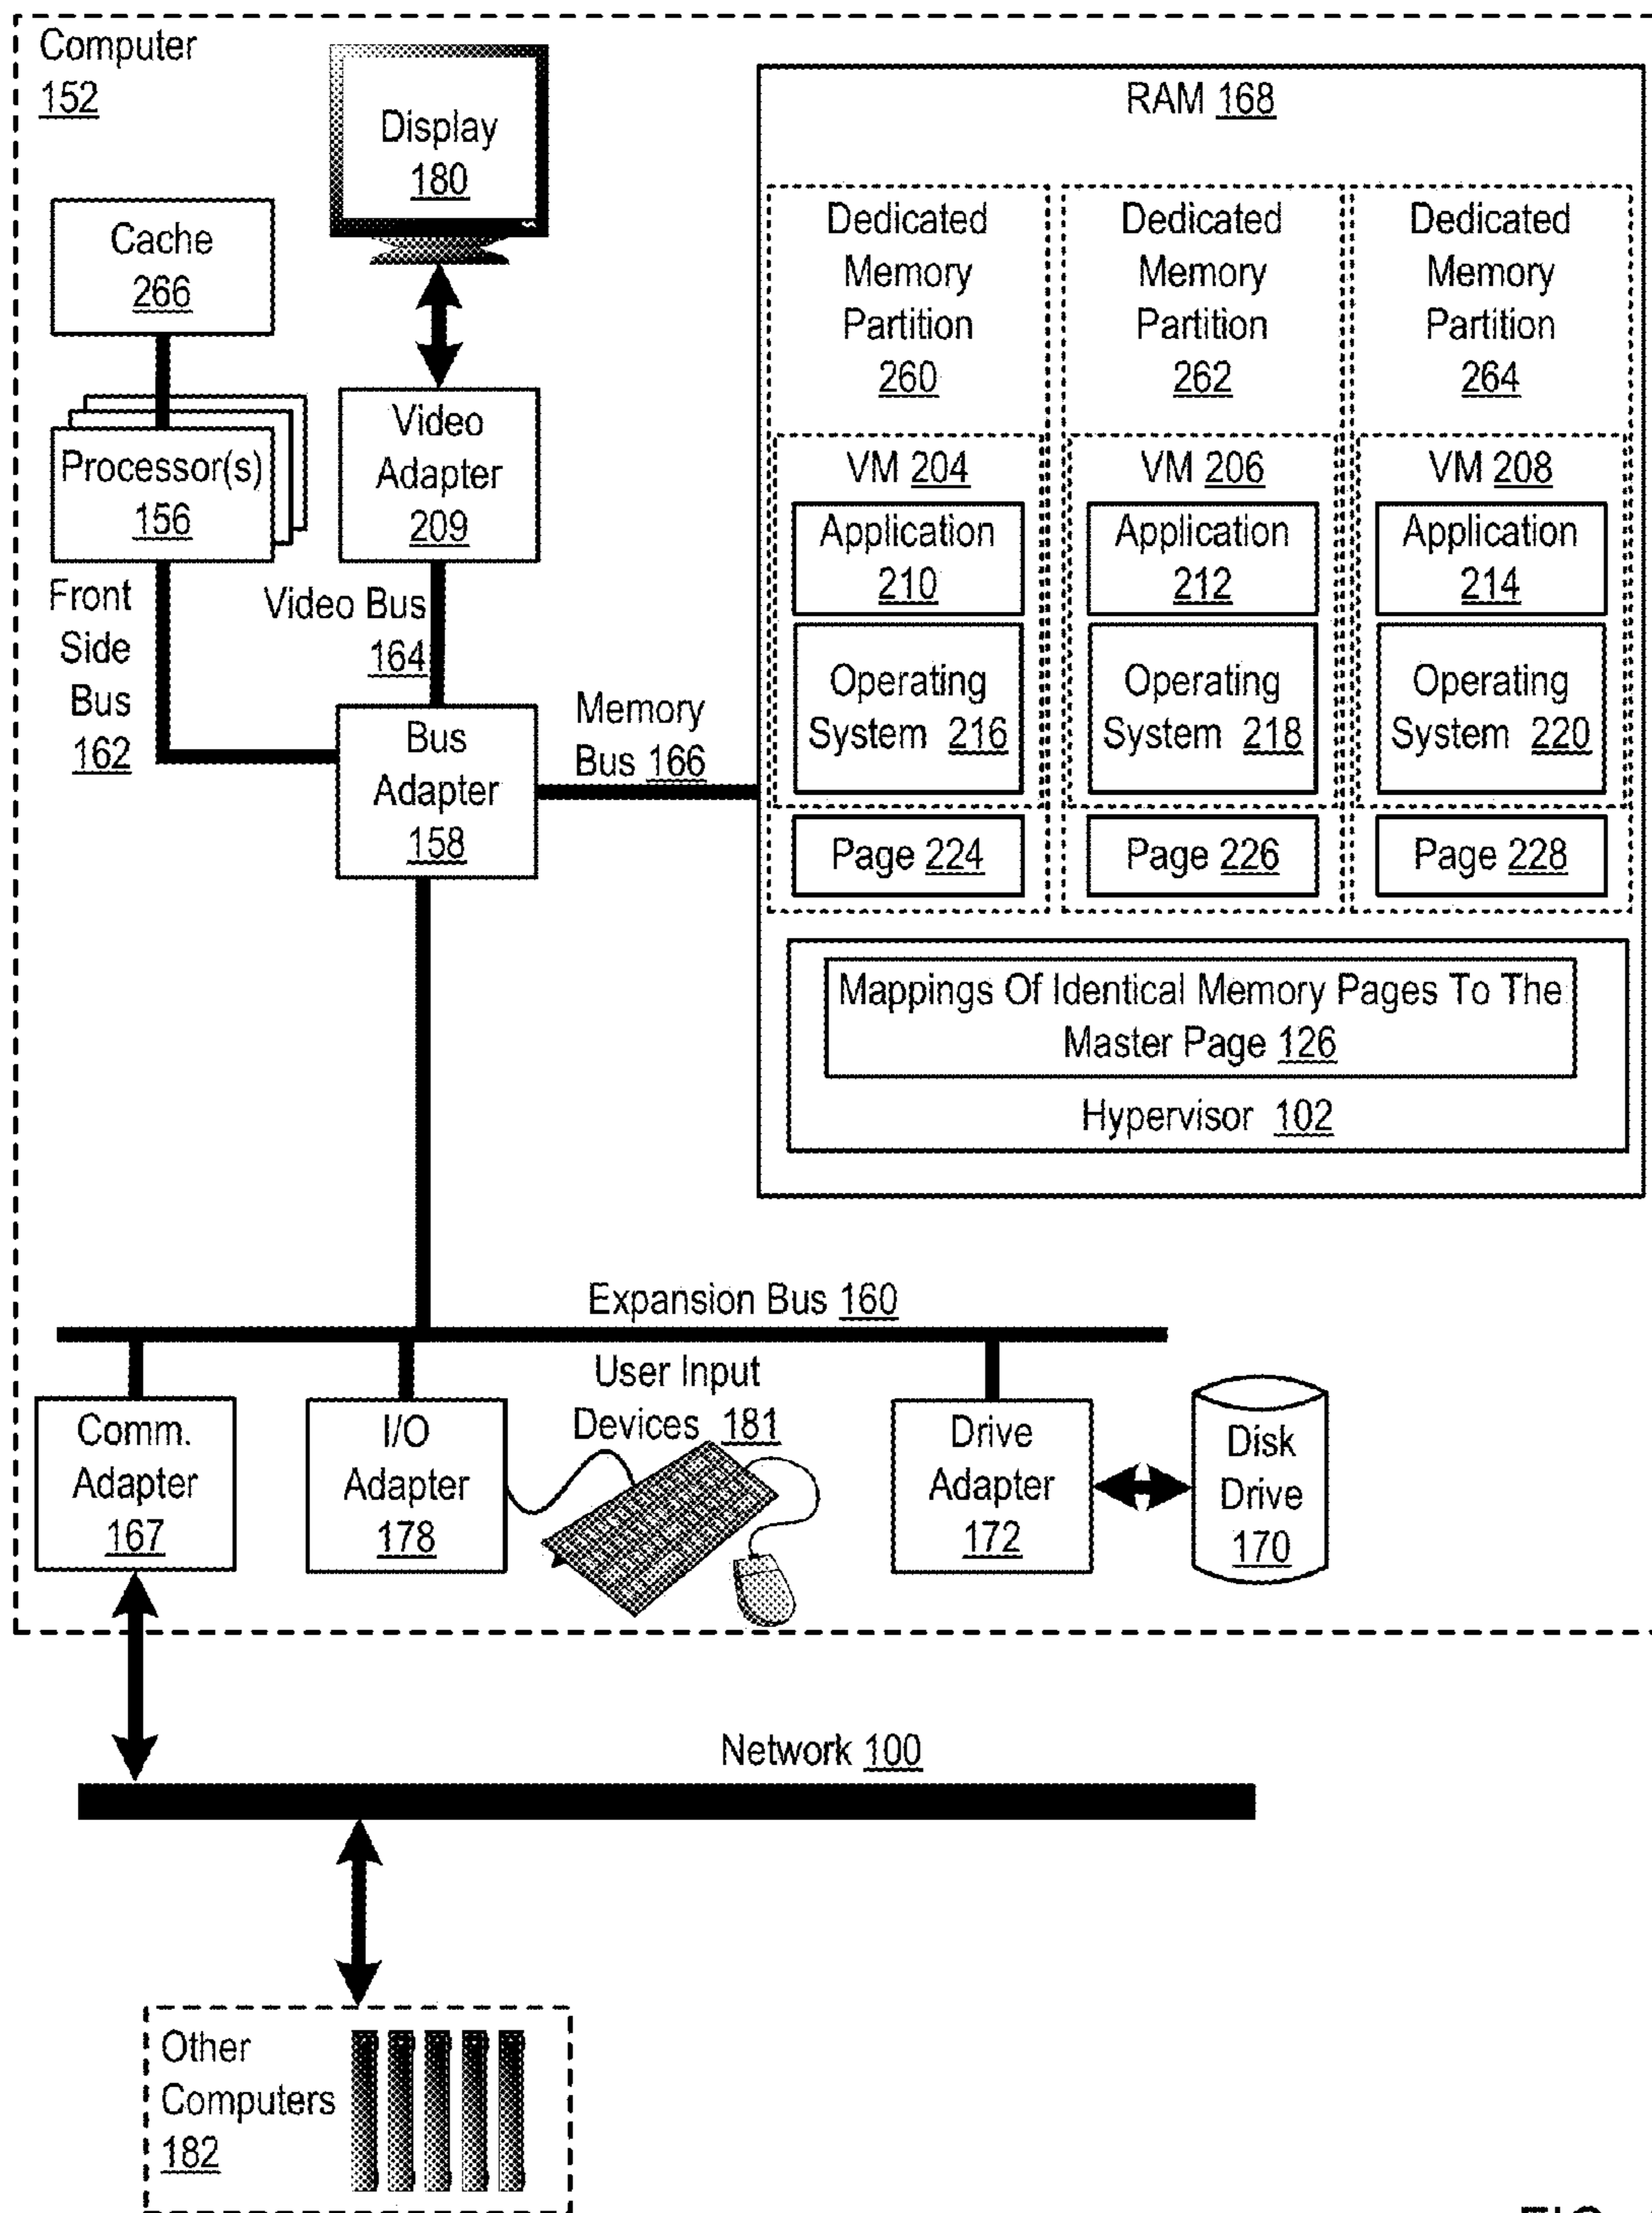 Computer
152
Display
180
Cache
266
Processor(s)
156
Video
Adapter
209
Front
Side
Bus
162
Video Bus
164
Bus
Adapter
158
Memory
Bus 166
RAM 168
Dedicated
Memory
Partition
260
VM 204
Application
210
Operating
System 216
Page 224
Dedicated
Memory
Partition
262
VM 206
Application
212
Operating
System 218
Page 226
Dedicated
Memory
Partition
264
VM 208
Application
214
Operating
System 220
Page 228
Mappings Of Identical Memory Pages To The
Master Page 126
Hypervisor 102
Expansion Bus 160
Comm.
Adapter
167
I/O
Adapter
178
User Input
Devices 181
Drive
Adapter
172
Disk
Drive
170
Network 100
Other
Computers
182